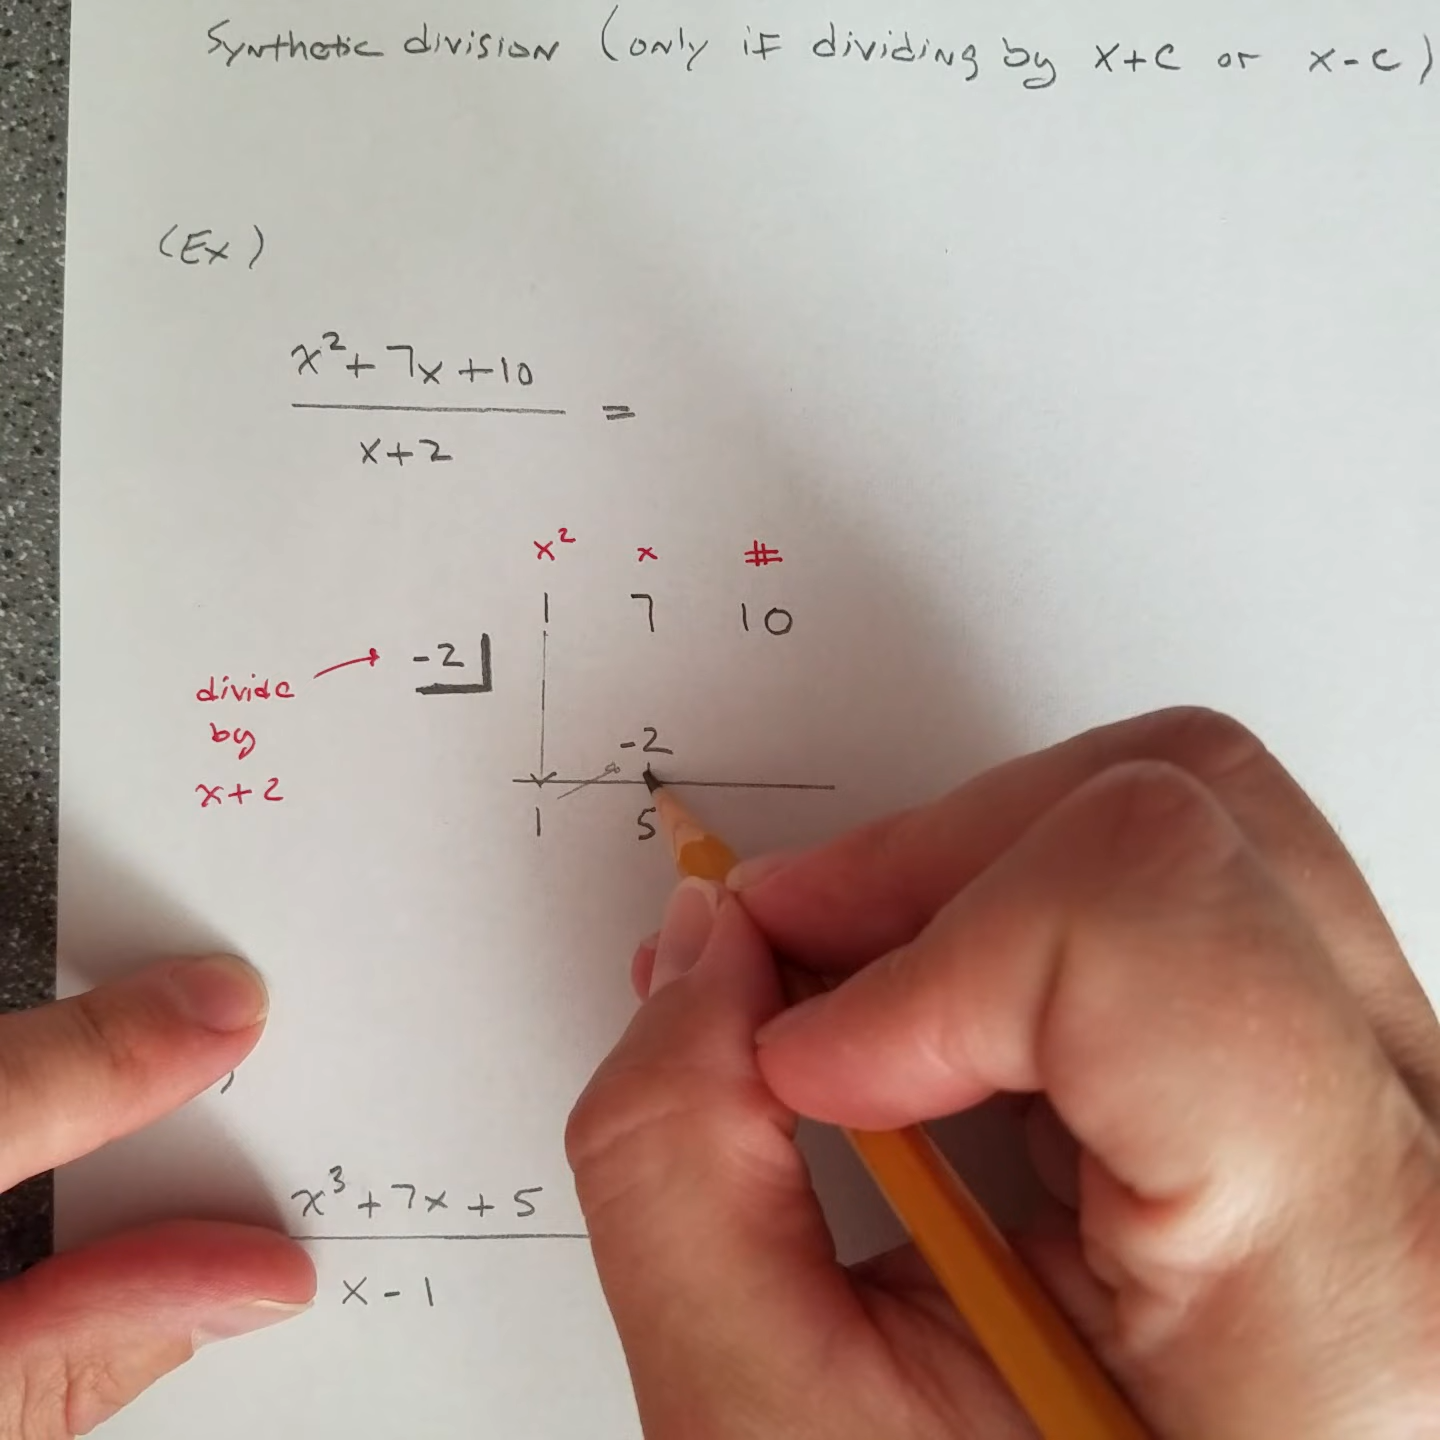 Synthetic division (only if dividing by x+c or x-c)
(Ex)
x²+7x+10
=
x+2
x² x #
1 7 10
-2
divide
by
x+2
-2
1 5
x³+7x+5
x-1